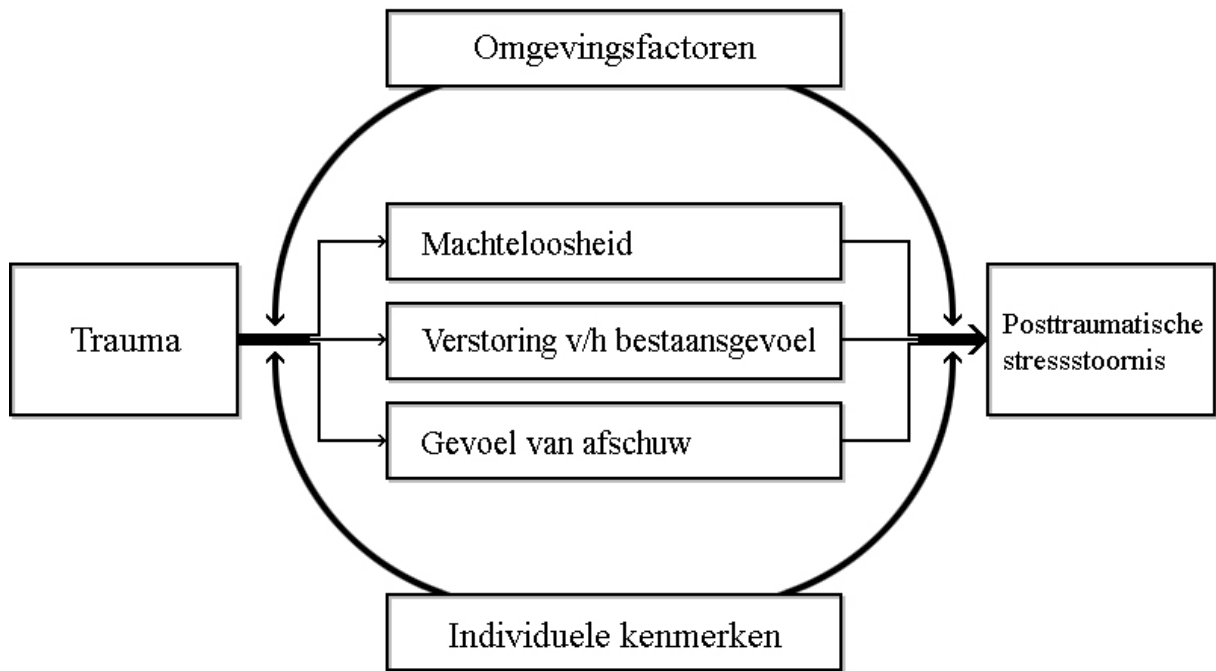 Omgevingsfactoren
Machteloosheid
Trauma
Verstoring v/h bestaansgevoel
Posttraumatische
stressstoornis
Gevoel van afschuw
Individuele kenmerken